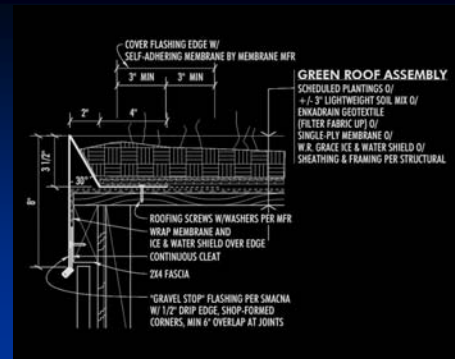 COVER FLASHING EDGE W/
SELF-ADHERING MEMBRANE BY MEMBRANE MFR
3" MIN
3" MIN
2"
4"
3 1/2"
30°
8"
GREEN ROOF ASSEMBLY
SCHEDULED PLANTINGS O/
+/- 3" LIGHTWEIGHT SOIL MIX O/
ENKADRAIN GEOTEXTILE
(FILTER FABRIC UP) O/
SINGLE-PLY MEMBRANE O/
W.R. GRACE ICE & WATER SHIELD O/
SHEATHING & FRAMING PER STRUCTURAL
ROOFING SCREWS W/WASHERS PER MFR
WRAP MEMBRANE AND
ICE & WATER SHIELD OVER EDGE
CONTINUOUS CLEAT
2X4 FASCIA
"GRAVEL STOP" FLASHING PER SMACNA
W/ 1/2" DRIP EDGE, SHOP-FORMED
CORNERS, MIN 6" OVERLAP AT JOINTS